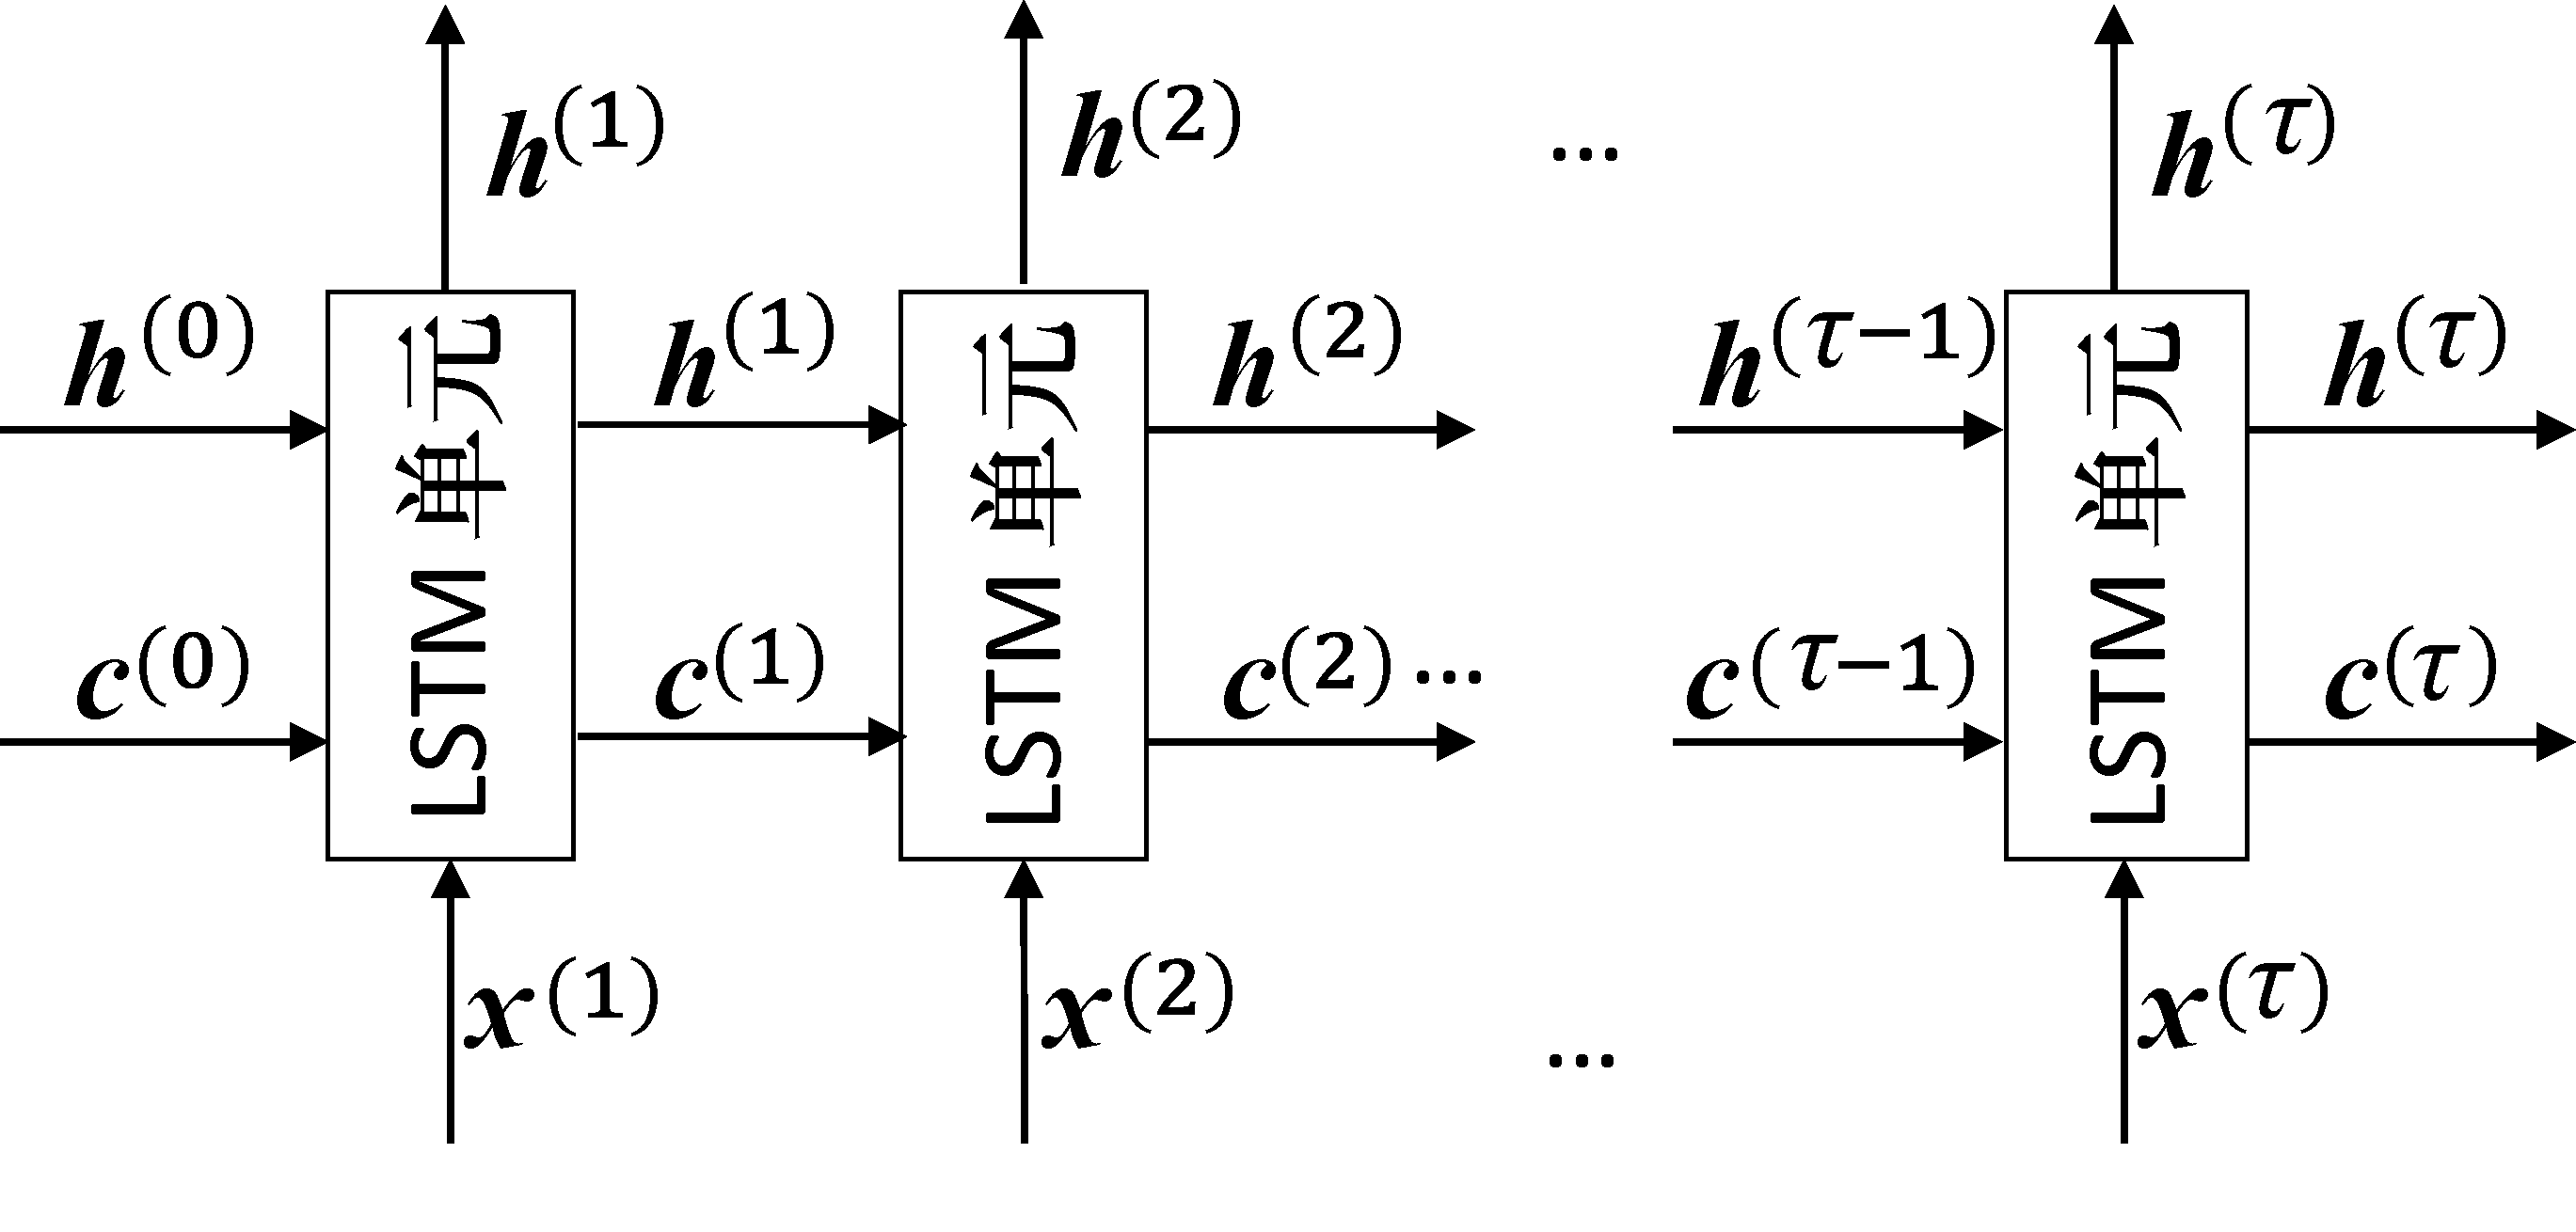 h^(1) h^(2) ... h^(τ)
h^(0) h^(1) h^(2) h^(τ−1) h^(τ)
LSTM 单元 LSTM 单元 LSTM 单元
c^(0) c^(1) c^(2) ... c^(τ−1) c^(τ)
x^(1) x^(2) ... x^(τ)